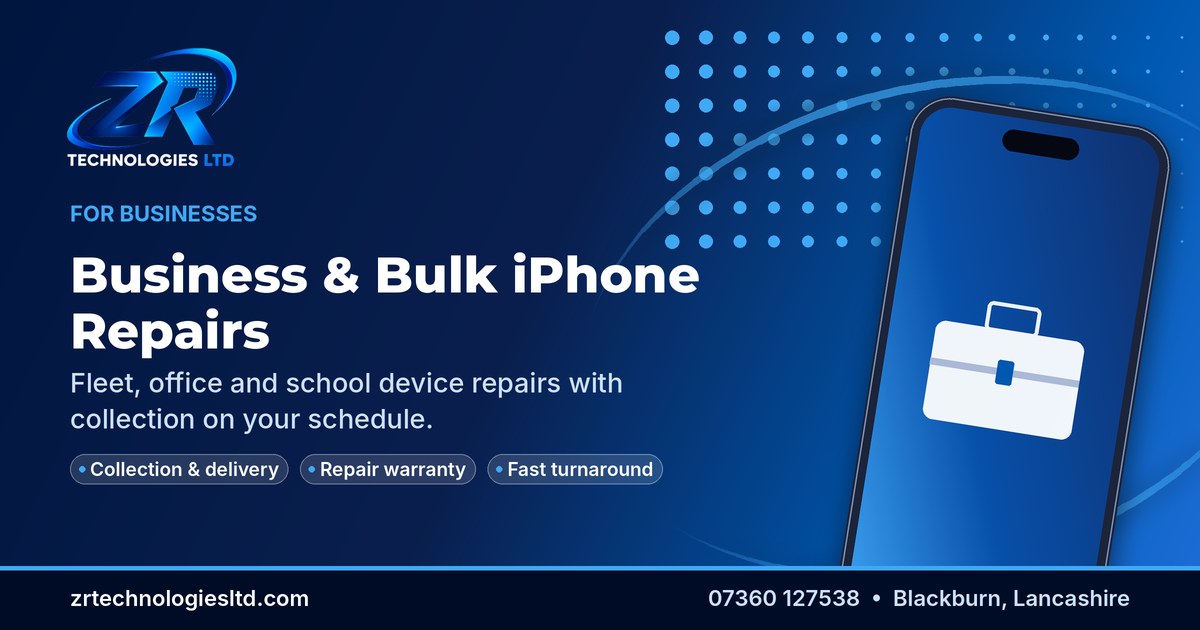 ZR
TECHNOLOGIES LTD
FOR BUSINESSES
Business & Bulk iPhone
Repairs
Fleet, office and school device repairs with
collection on your schedule.
• Collection & delivery • Repair warranty • Fast turnaround
zrtechnologiesltd.com 07360 127538 • Blackburn, Lancashire